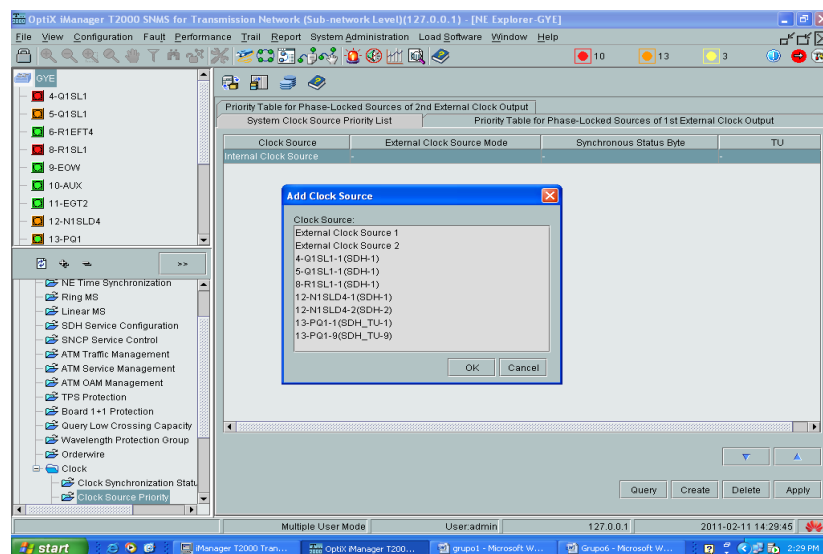 OptiX iManager T2000 SNMS for Transmission Network (Sub-network Level)(127.0.0.1) - [NE Explorer-GYE]
File View Configuration Fault Performance Trail Report System Administration Load Software Window Help
10 13 3
GYE
4-Q1SL1
5-Q1SL1
6-R1EFT4
8-R1SL1
9-EOW
10-AUX
11-EGT2
12-N1SLD4
13-PQ1
>>
NE Time Synchronization
Ring MS
Linear MS
SDH Service Configuration
SNCP Service Control
ATM Traffic Management
ATM Service Management
ATM OAM Management
TPS Protection
Board 1+1 Protection
Query Low Crossing Capacity
Wavelength Protection Group
Orderwire
Clock
Clock Synchronization Statu
Clock Source Priority
Priority Table for Phase-Locked Sources of 2nd External Clock Output
System Clock Source Priority List
Priority Table for Phase-Locked Sources of 1st External Clock Output
Clock Source External Clock Source Mode Synchronous Status Byte TU
Internal Clock Source - - -
Add Clock Source
Clock Source:
External Clock Source 1
External Clock Source 2
4-Q1SL1-1(SDH-1)
5-Q1SL1-1(SDH-1)
8-R1SL1-1(SDH-1)
12-N1SLD4-1(SDH-1)
12-N1SLD4-2(SDH-2)
13-PQ1-1(SDH_TU-1)
13-PQ1-9(SDH_TU-9)
OK Cancel
Query Create Delete Apply
Multiple User Mode User:admin 127.0.0.1 2011-02-11 14:29:45
start iManager T2000 Tran... OptiX iManager T200... grupo1 - Microsoft W... Grupo6 - Microsoft W... 2:29 PM